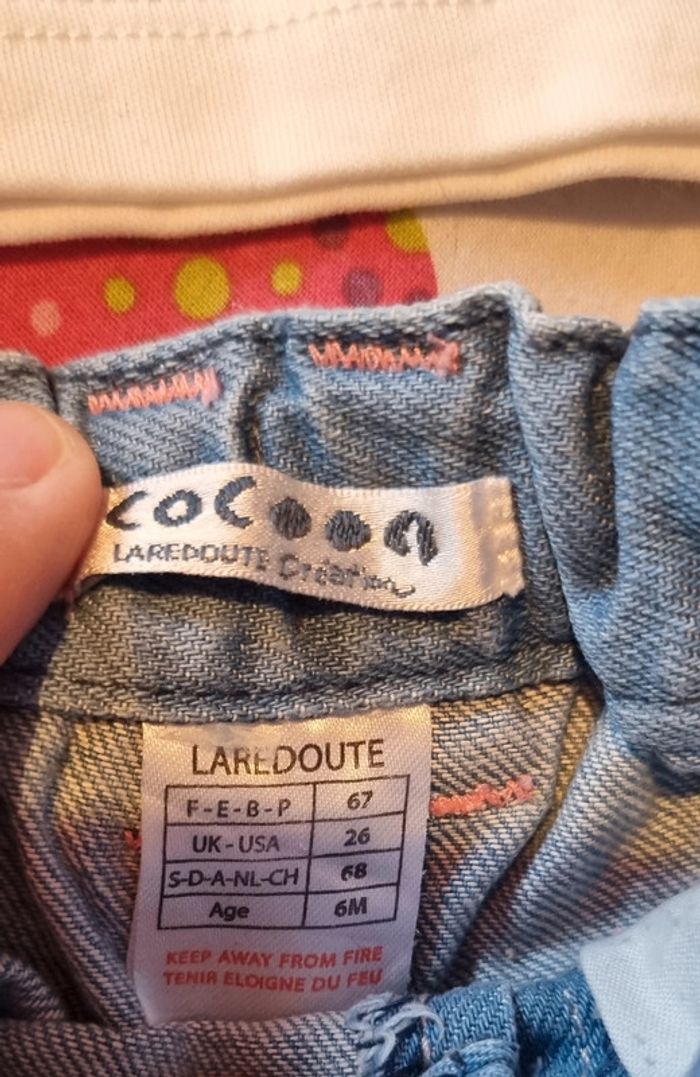 cocoon
LAREDOUTE Création
LAREDOUTE
F-E-B-P 67
UK-USA 26
S-D-A-NL-CH 68
Age 6M
KEEP AWAY FROM FIRE
TENIR ELOIGNE DU FEU